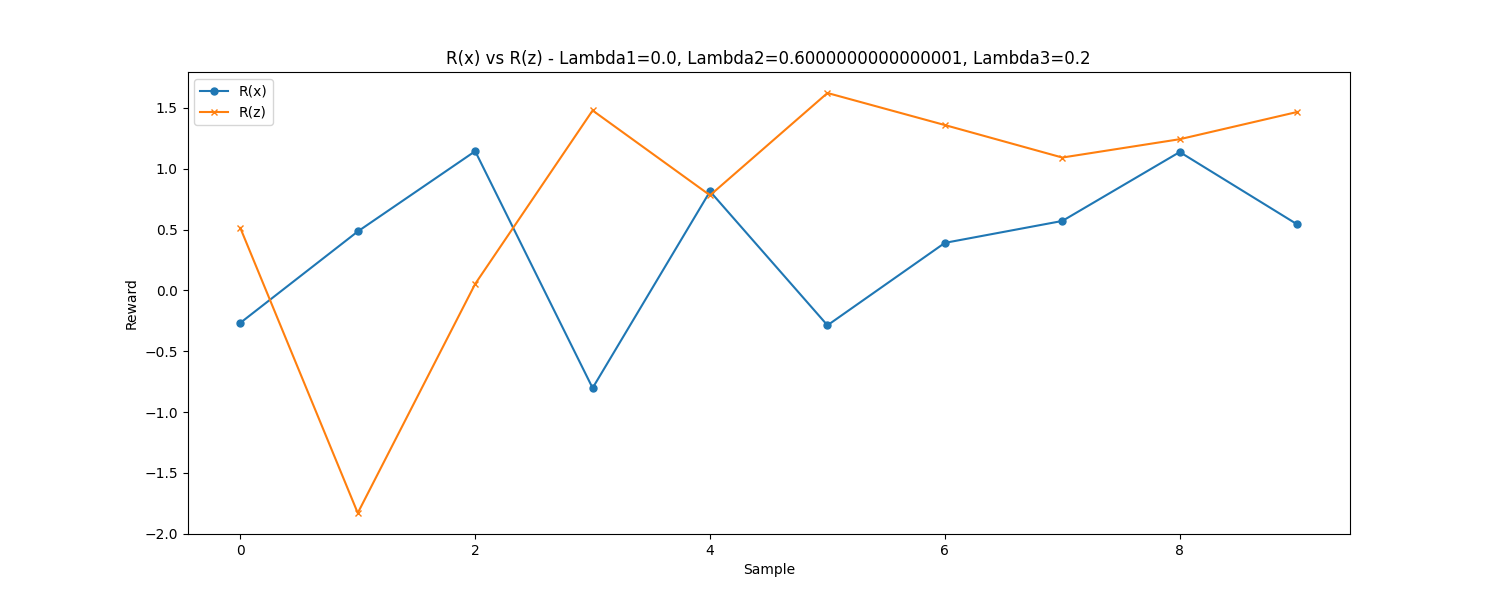 R(x) vs R(z) - Lambda1=0.0, Lambda2=0.6000000000000001, Lambda3=0.2
R(x)
R(z)
1.5
1.0
0.5
0.0
−0.5
−1.0
−1.5
−2.0
Reward
0 2 4 6 8
Sample